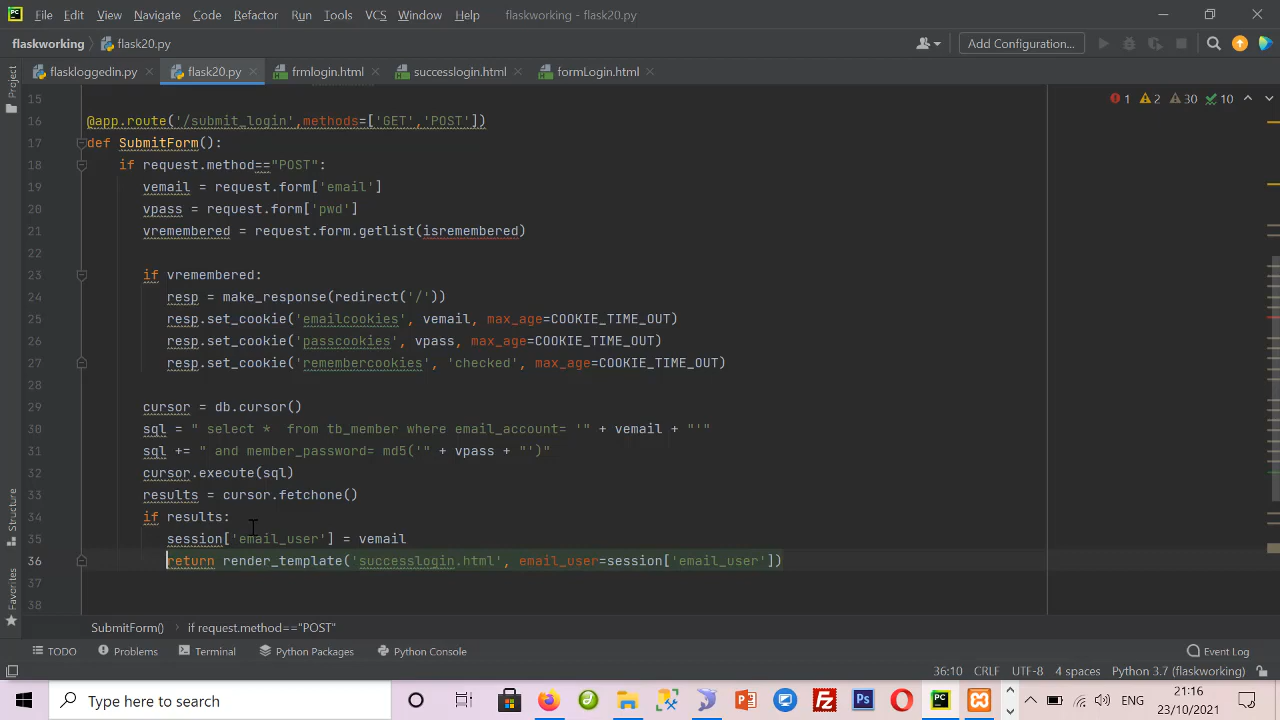 File Edit View Navigate Code Refactor Run Tools VCS Window Help flaskworking - flask20.py
flaskworking flask20.py Add Configuration...
Project flaskloggedin.py flask20.py frmlogin.html successlogin.html formLogin.html
1 2 30 10
15
16 @app.route('/submit_login',methods=['GET','POST'])
17 def SubmitForm():
18 if request.method=="POST":
19 vemail = request.form['email']
20 vpass = request.form['pwd']
21 vremembered = request.form.getlist(isremembered)
22
23 if vremembered:
24 resp = make_response(redirect('/'))
25 resp.set_cookie('emailcookies', vemail, max_age=COOKIE_TIME_OUT)
26 resp.set_cookie('passcookies', vpass, max_age=COOKIE_TIME_OUT)
27 resp.set_cookie('remembercookies', 'checked', max_age=COOKIE_TIME_OUT)
28
29 cursor = db.cursor()
30 sql = " select *  from tb_member where email_account= '" + vemail + "'"
31 sql += " and member_password= md5('" + vpass + "')"
32 cursor.execute(sql)
33 results = cursor.fetchone()
34 if results:
35 session['email_user'] = vemail
36 return render_template('successlogin.html', email_user=session['email_user'])
37
38
Structure
Favorites
SubmitForm() if request.method=="POST"
TODO Problems Terminal Python Packages Python Console Event Log
36:10 CRLF UTF-8 4 spaces Python 3.7 (flaskworking)
Type here to search ENG 21:16
23/10/2021